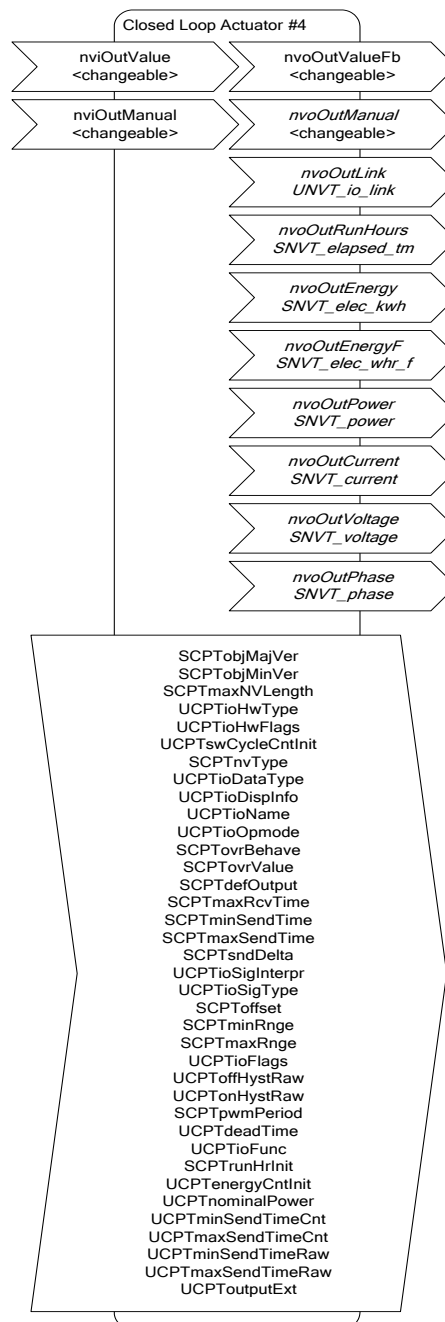 Closed Loop Actuator #4
nviOutValue
<changeable>
nvoOutValueFb
<changeable>
nviOutManual
<changeable>
nvoOutManual
<changeable>
nvoOutLink
UNVT_io_link
nvoOutRunHours
SNVT_elapsed_tm
nvoOutEnergy
SNVT_elec_kwh
nvoOutEnergyF
SNVT_elec_whr_f
nvoOutPower
SNVT_power
nvoOutCurrent
SNVT_current
nvoOutVoltage
SNVT_voltage
nvoOutPhase
SNVT_phase
SCPTobjMajVer
SCPTobjMinVer
SCPTmaxNVLength
UCPTioHwType
UCPTioHwFlags
UCPTswCycleCntInit
SCPTnvType
UCPTioDataType
UCPTioDispInfo
UCPTioName
UCPTioOpmode
SCPTovrBehave
SCPTovrValue
SCPTdefOutput
SCPTmaxRcvTime
SCPTminSendTime
SCPTmaxSendTime
SCPTsndDelta
UCPTioSigInterpr
UCPTioSigType
SCPToffset
SCPTminRnge
SCPTmaxRnge
UCPTioFlags
UCPToffHystRaw
UCPTonHystRaw
SCPTpwmPeriod
UCPTdeadTime
UCPTioFunc
SCPTrunHrInit
UCPTenergyCntInit
UCPTnominalPower
UCPTminSendTimeCnt
UCPTmaxSendTimeCnt
UCPTminSendTimeRaw
UCPTmaxSendTimeRaw
UCPToutputExt